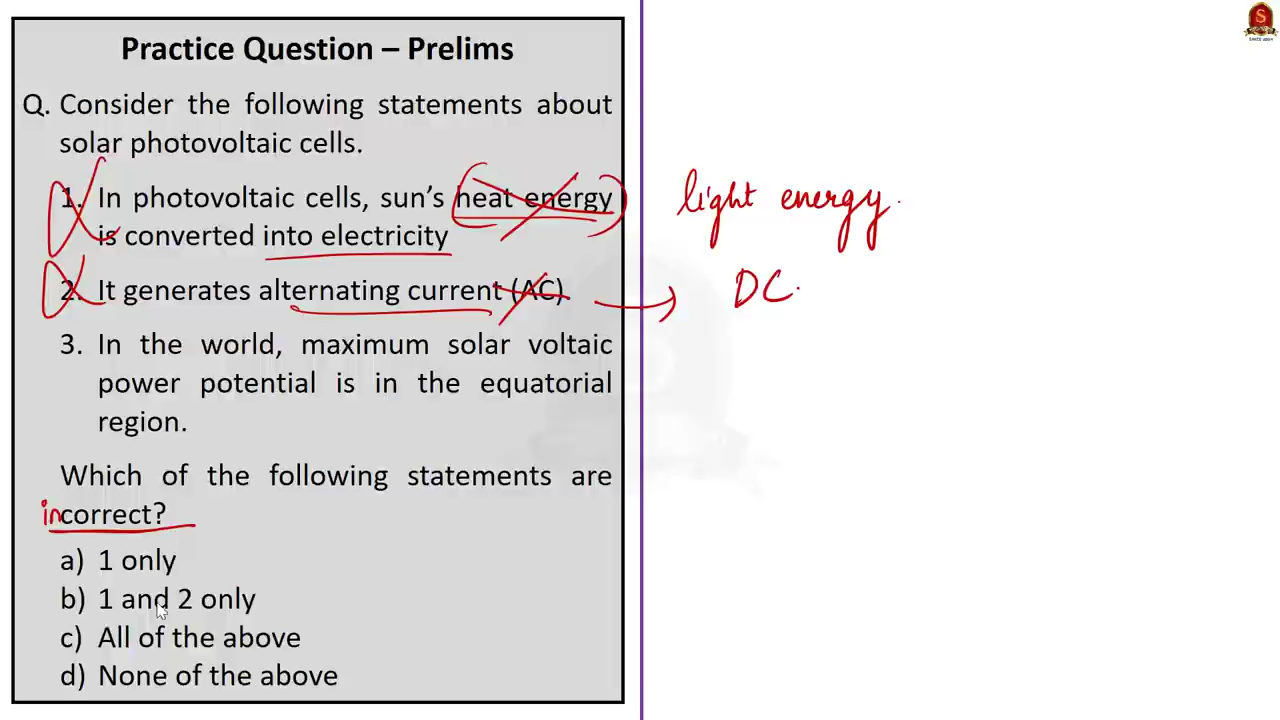 Practice Question – Prelims
Q. Consider the following statements about
solar photovoltaic cells.
1. In photovoltaic cells, sun's heat energy
is converted into electricity
light energy.
2. It generates alternating current (AC)
DC.
3. In the world, maximum solar voltaic
power potential is in the equatorial
region.
Which of the following statements are
incorrect?
a) 1 only
b) 1 and 2 only
c) All of the above
d) None of the above
S